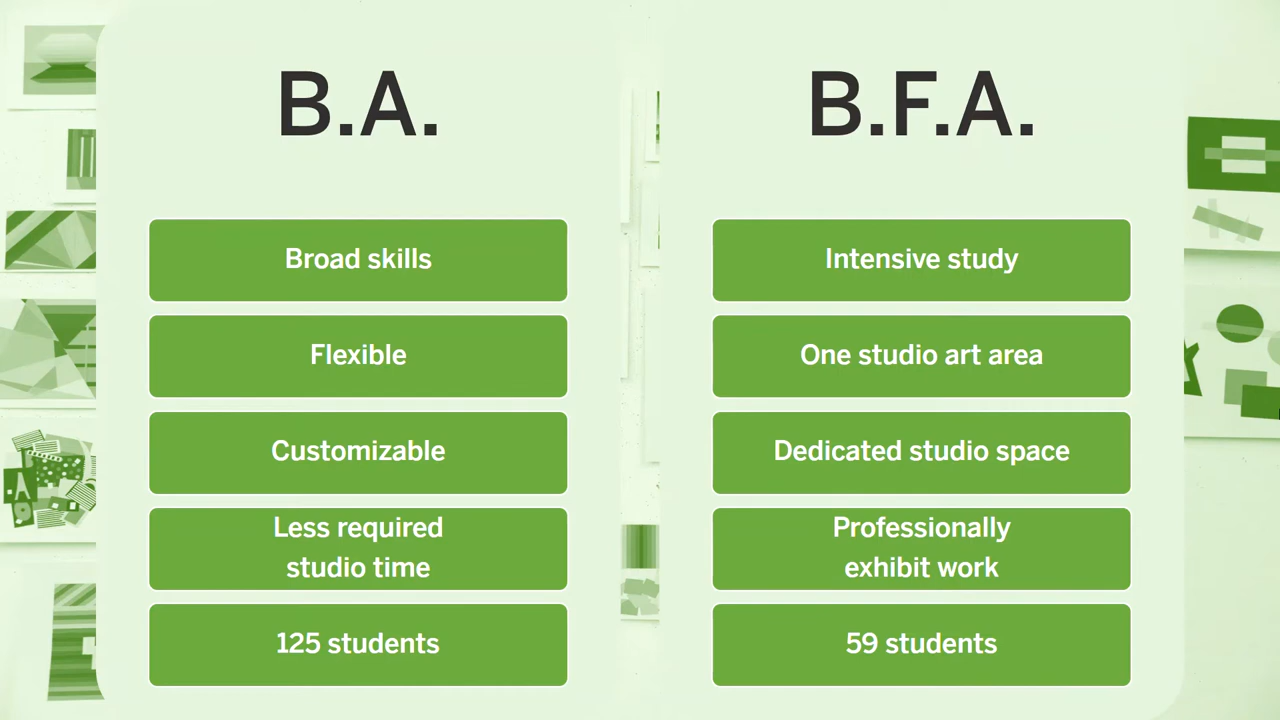 B.A.
Broad skills
Flexible
Customizable
Less required
studio time
125 students
B.F.A.
Intensive study
One studio art area
Dedicated studio space
Professionally
exhibit work
59 students